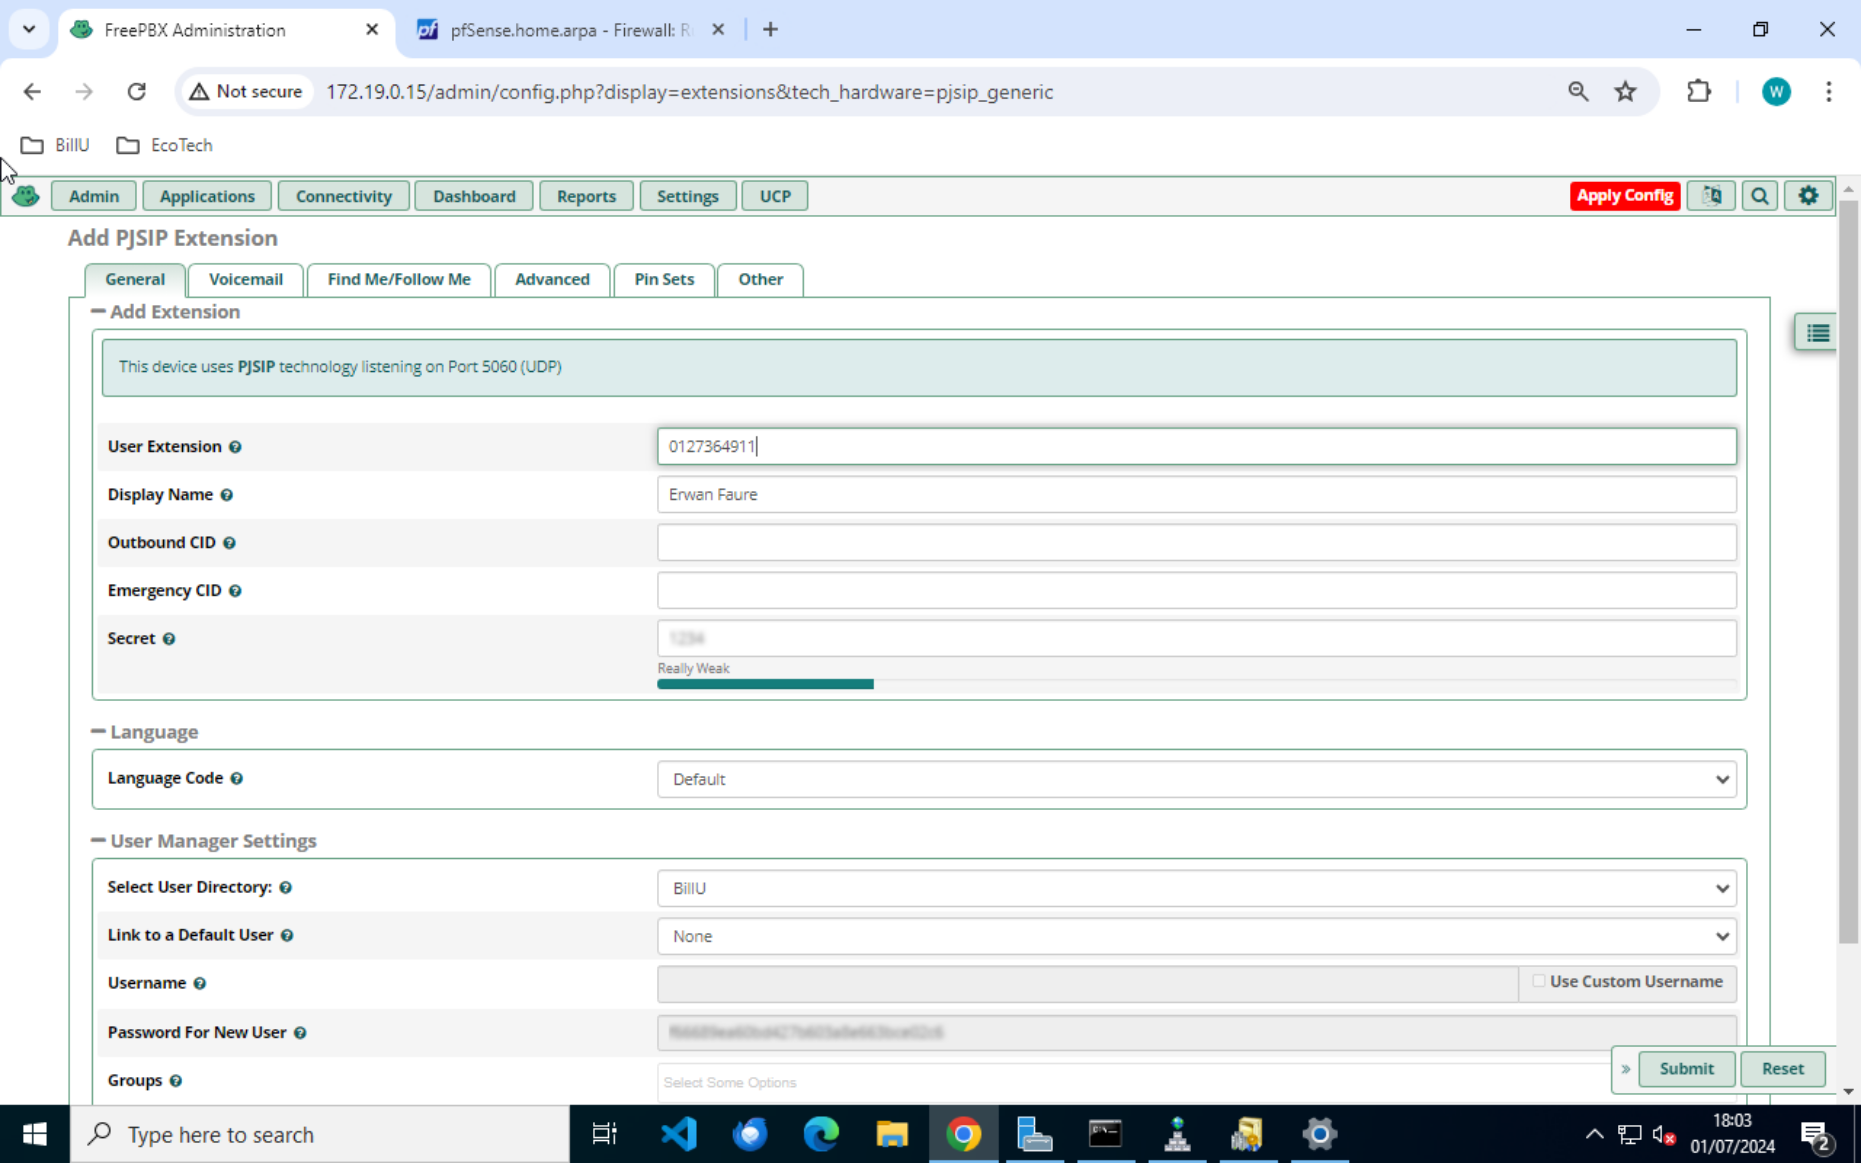 FreePBX Administration
pfSense.home.arpa - Firewall: R
Not secure
172.19.0.15/admin/config.php?display=extensions&tech_hardware=pjsip_generic
W
BillU
EcoTech
Admin
Applications
Connectivity
Dashboard
Reports
Settings
UCP
Apply Config
Add PJSIP Extension
General
Voicemail
Find Me/Follow Me
Advanced
Pin Sets
Other
Add Extension
This device uses PJSIP technology listening on Port 5060 (UDP)
User Extension
0127364911
Display Name
Erwan Faure
Outbound CID
Emergency CID
Secret
Really Weak
Language
Language Code
Default
User Manager Settings
Select User Directory:
BillU
Link to a Default User
None
Username
Use Custom Username
Password For New User
Groups
Select Some Options
»
Submit
Reset
Type here to search
18:03
01/07/2024
2